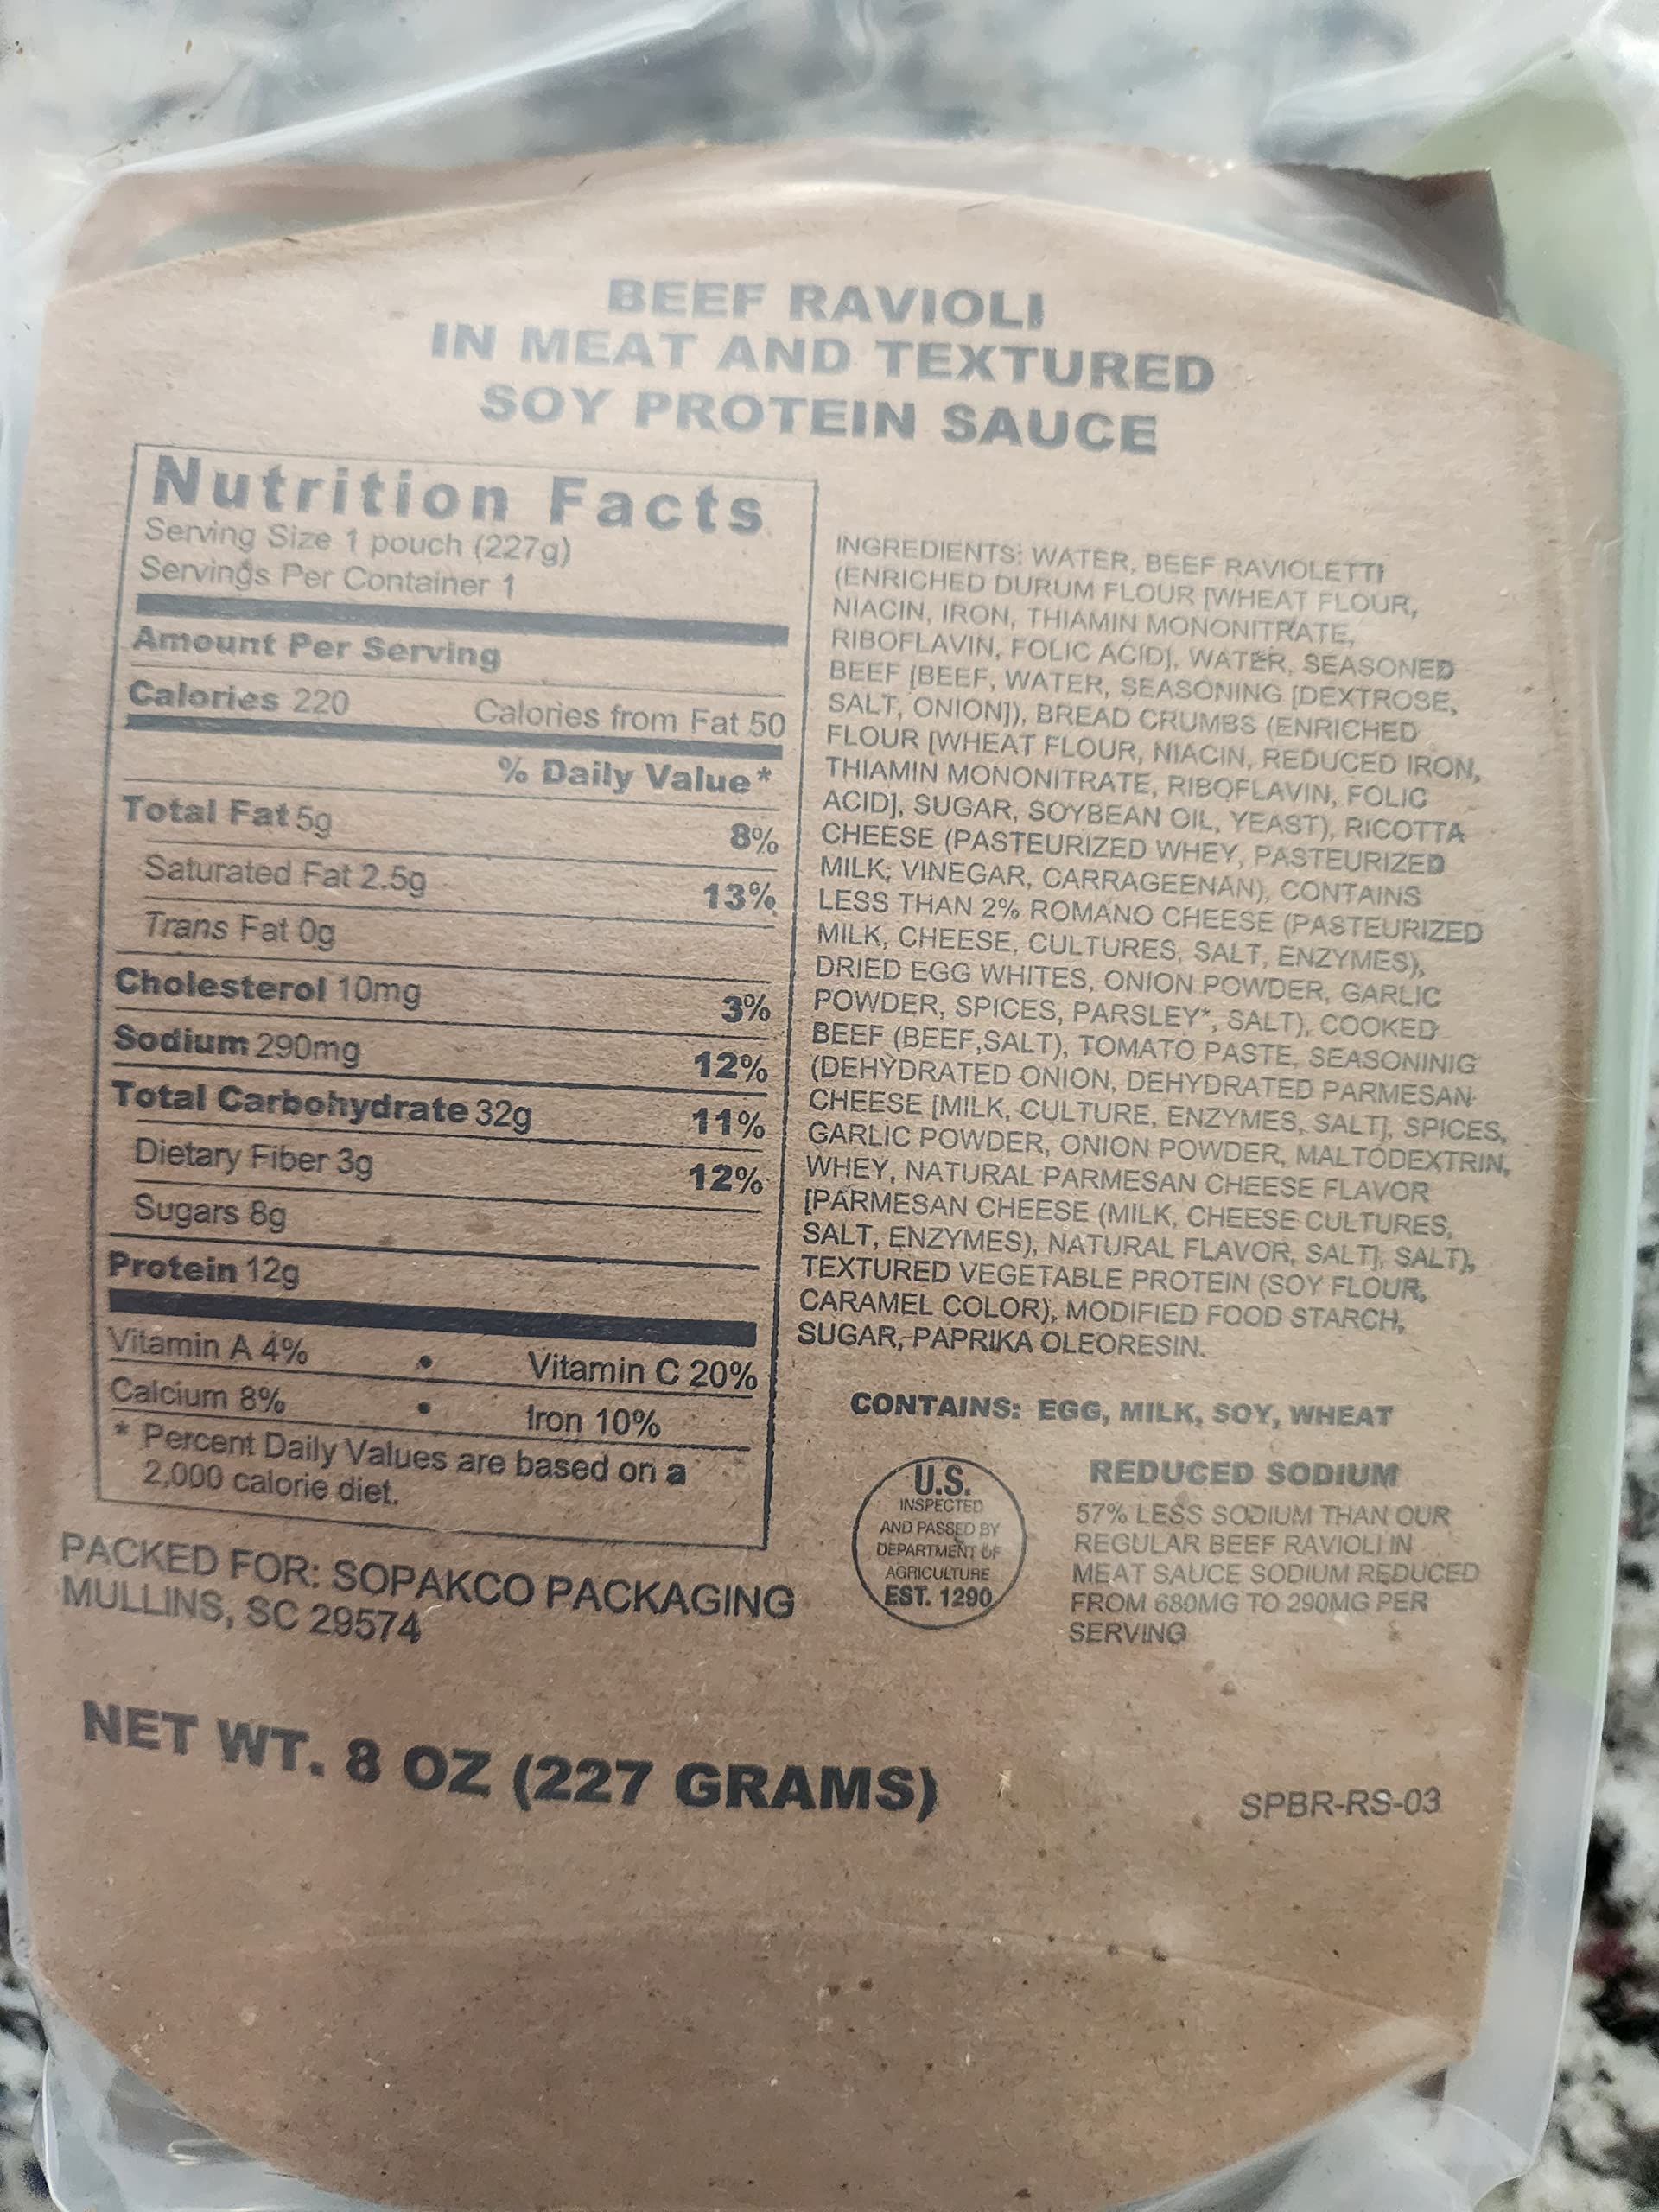 BEEF RAVIOLI
IN MEAT AND TEXTURED
SOY PROTEIN SAUCE
Nutrition Facts
Serving Size 1 pouch (227g)
Servings Per Container 1
Amount Per Serving
Calories 220 Calories from Fat 50
% Daily Value*
Total Fat 5g 8%
Saturated Fat 2.5g 13%
Trans Fat 0g
Cholesterol 10mg 3%
Sodium 290mg 12%
Total Carbohydrate 32g 11%
Dietary Fiber 3g 12%
Sugars 8g
Protein 12g
Vitamin A 4% • Vitamin C 20%
Calcium 8% • Iron 10%
* Percent Daily Values are based on a
2,000 calorie diet.
INGREDIENTS: WATER, BEEF RAVIOLETTI
(ENRICHED DURUM FLOUR [WHEAT FLOUR,
NIACIN, IRON, THIAMIN MONONITRATE,
RIBOFLAVIN, FOLIC ACID], WATER, SEASONED
BEEF [BEEF, WATER, SEASONING [DEXTROSE,
SALT, ONION]), BREAD CRUMBS (ENRICHED
FLOUR [WHEAT FLOUR, NIACIN, REDUCED IRON,
THIAMIN MONONITRATE, RIBOFLAVIN, FOLIC
ACID], SUGAR, SOYBEAN OIL, YEAST), RICOTTA
CHEESE (PASTEURIZED WHEY, PASTEURIZED
MILK, VINEGAR, CARRAGEENAN), CONTAINS
LESS THAN 2% ROMANO CHEESE (PASTEURIZED
MILK, CHEESE, CULTURES, SALT, ENZYMES),
DRIED EGG WHITES, ONION POWDER, GARLIC
POWDER, SPICES, PARSLEY*, SALT), COOKED
BEEF (BEEF,SALT), TOMATO PASTE, SEASONINIG
(DEHYDRATED ONION, DEHYDRATED PARMESAN
CHEESE [MILK, CULTURE, ENZYMES, SALT], SPICES,
GARLIC POWDER, ONION POWDER, MALTODEXTRIN,
WHEY, NATURAL PARMESAN CHEESE FLAVOR
[PARMESAN CHEESE (MILK, CHEESE CULTURES,
SALT, ENZYMES), NATURAL FLAVOR, SALT], SALT),
TEXTURED VEGETABLE PROTEIN (SOY FLOUR,
CARAMEL COLOR), MODIFIED FOOD STARCH,
SUGAR, PAPRIKA OLEORESIN.
CONTAINS: EGG, MILK, SOY, WHEAT
U.S.
INSPECTED
AND PASSED BY
DEPARTMENT OF
AGRICULTURE
EST. 1290
REDUCED SODIUM
57% LESS SODIUM THAN OUR
REGULAR BEEF RAVIOLI IN
MEAT SAUCE SODIUM REDUCED
FROM 680MG TO 290MG PER
SERVING
PACKED FOR: SOPAKCO PACKAGING
MULLINS, SC 29574
NET WT. 8 OZ (227 GRAMS)
SPBR-RS-03